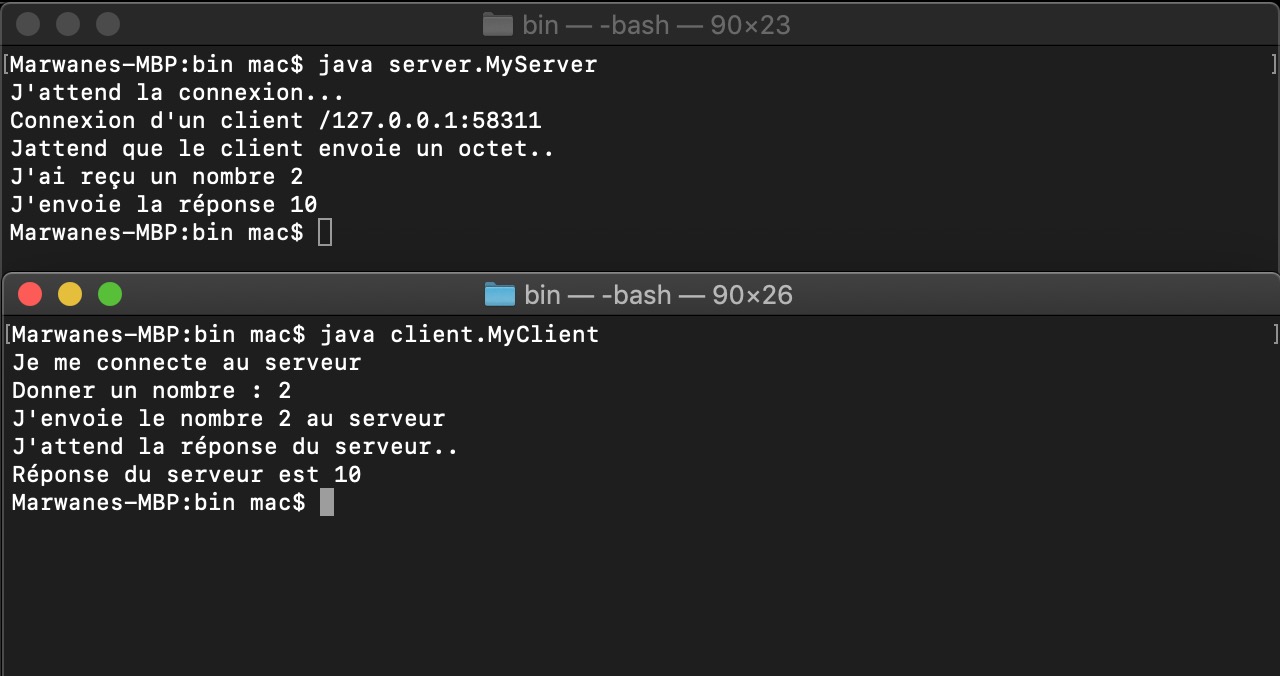 bin — -bash — 90×23
[Marwanes-MBP:bin mac$ java server.MyServer ]
J'attend la connexion...
Connexion d'un client /127.0.0.1:58311
Jattend que le client envoie un octet..
J'ai reçu un nombre 2
J'envoie la réponse 10
Marwanes-MBP:bin mac$
bin — -bash — 90×26
[Marwanes-MBP:bin mac$ java client.MyClient ]
Je me connecte au serveur
Donner un nombre : 2
J'envoie le nombre 2 au serveur
J'attend la réponse du serveur..
Réponse du serveur est 10
Marwanes-MBP:bin mac$